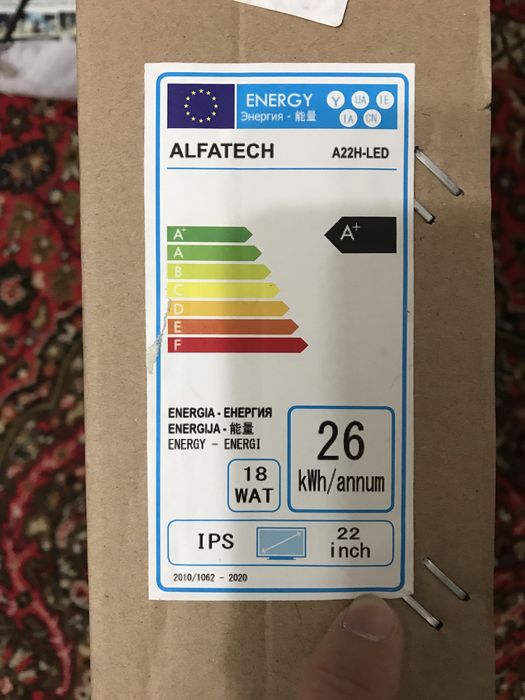 ENERGY Y UA IE
Энергия - 能量 IA CN
ALFATECH A22H-LED
A+ A+
A
B
C
D
E
F
ENERGIA - ЕНЕРГИЯ
ENERGIJA - 能量
ENERGY - ENERGI
26
kWh/annum
18
WAT
IPS 22
inch
2010/1062 - 2020